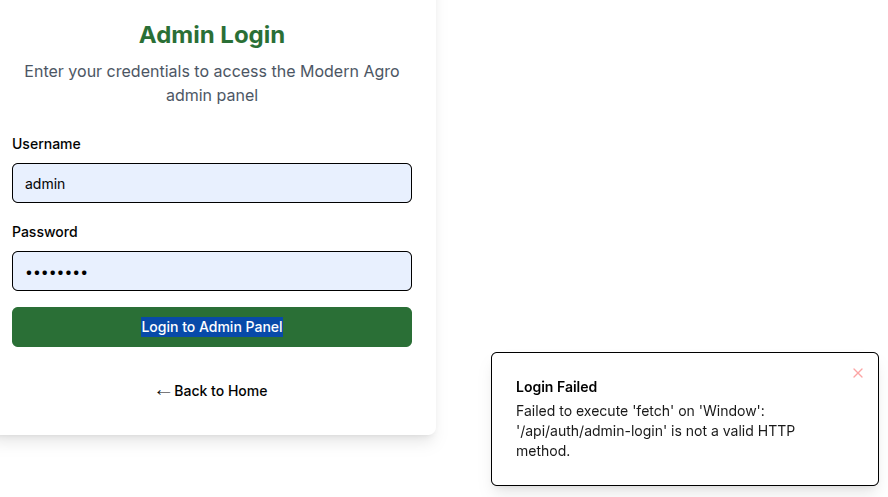 Admin Login
Enter your credentials to access the Modern Agro
admin panel
Username
admin
Password
••••••••
Login to Admin Panel
← Back to Home
Login Failed
Failed to execute 'fetch' on 'Window':
'/api/auth/admin-login' is not a valid HTTP
method.